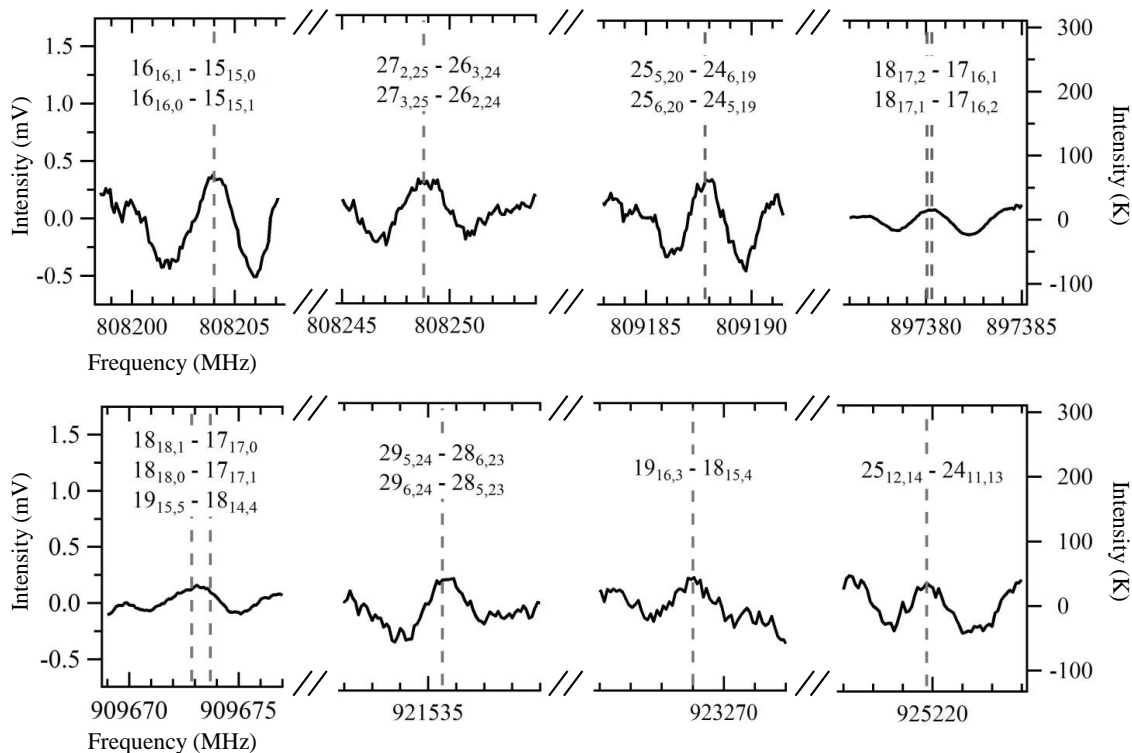 1.5
1.0
0.5
0.0
-0.5
Intensity (mV)
16₁₆,₁ - 15₁₅,₀
16₁₆,₀ - 15₁₅,₁
27₂,₂₅ - 26₃,₂₄
27₃,₂₅ - 26₂,₂₄
25₅,₂₀ - 24₆,₁₉
25₆,₂₀ - 24₅,₁₉
18₁₇,₂ - 17₁₆,₁
18₁₇,₁ - 17₁₆,₂
300
200
100
0
-100
Intensity (K)
808200 808205 808245 808250 809185 809190 897380 897385
Frequency (MHz)
1.5
1.0
0.5
0.0
-0.5
Intensity (mV)
18₁₈,₁ - 17₁₇,₀
18₁₈,₀ - 17₁₇,₁
19₁₅,₅ - 18₁₄,₄
29₅,₂₄ - 28₆,₂₃
29₆,₂₄ - 28₅,₂₃
19₁₆,₃ - 18₁₅,₄
25₁₂,₁₄ - 24₁₁,₁₃
300
200
100
0
-100
Intensity (K)
909670 909675 921535 923270 925220
Frequency (MHz)